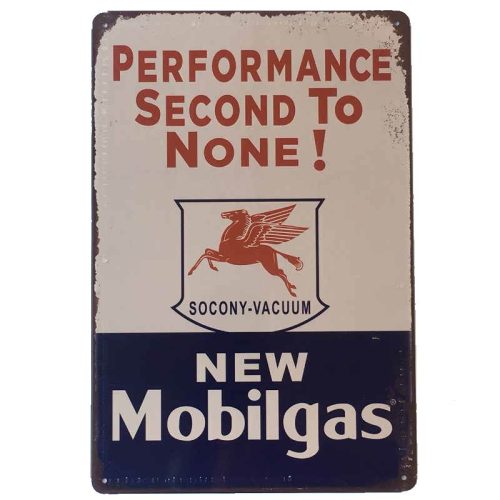 PERFORMANCE
SECOND TO
NONE!
SOCONY-VACUUM
NEW
Mobilgas®